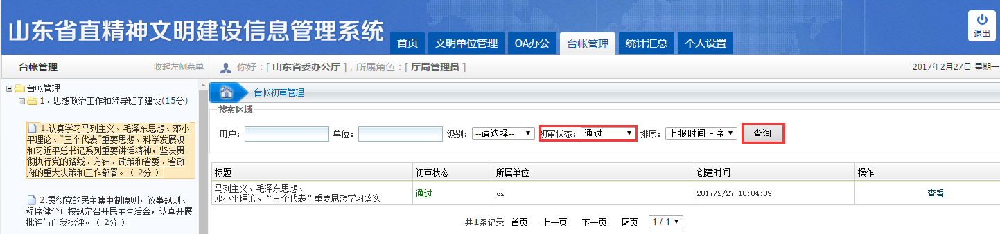 山东省直精神文明建设信息管理系统
首页 文明单位管理 OA办公 台帐管理 统计汇总 个人设置
退出
台帐管理 收起左侧菜单
你好：[ 山东省委办公厅 ]，所属角色：[ 厅局管理员 ]
2017年2月27日 星期一
台帐管理
1、思想政治工作和领导班子建设(15分)
1.认真学习马列主义、毛泽东思想、邓小
平理论、“三个代表”重要思想、科学发展观
和习近平总书记系列重要讲话精神，坚决贯
彻执行党的路线、方针、政策和省委、省政
府的重大决策和工作部署。（ 2分 ）
2.贯彻党的民主集中制原则，议事规则、
程序健全；按规定召开民主生活会，认真开展
批评与自我批评。（ 2分 ）
台帐初审管理
搜索区域
用户： 单位： 级别： --请选择-- 初审状态： 通过 排序： 上报时间正序 查询
标题 初审状态 所属单位 创建时间 操作
马列主义、毛泽东思想、
邓小平理论、“三个代表”重要思想学习落实
通过 cs 2017/2/27 10:04:09 查看
共1条记录 首页 上一页 下一页 尾页 1 / 1